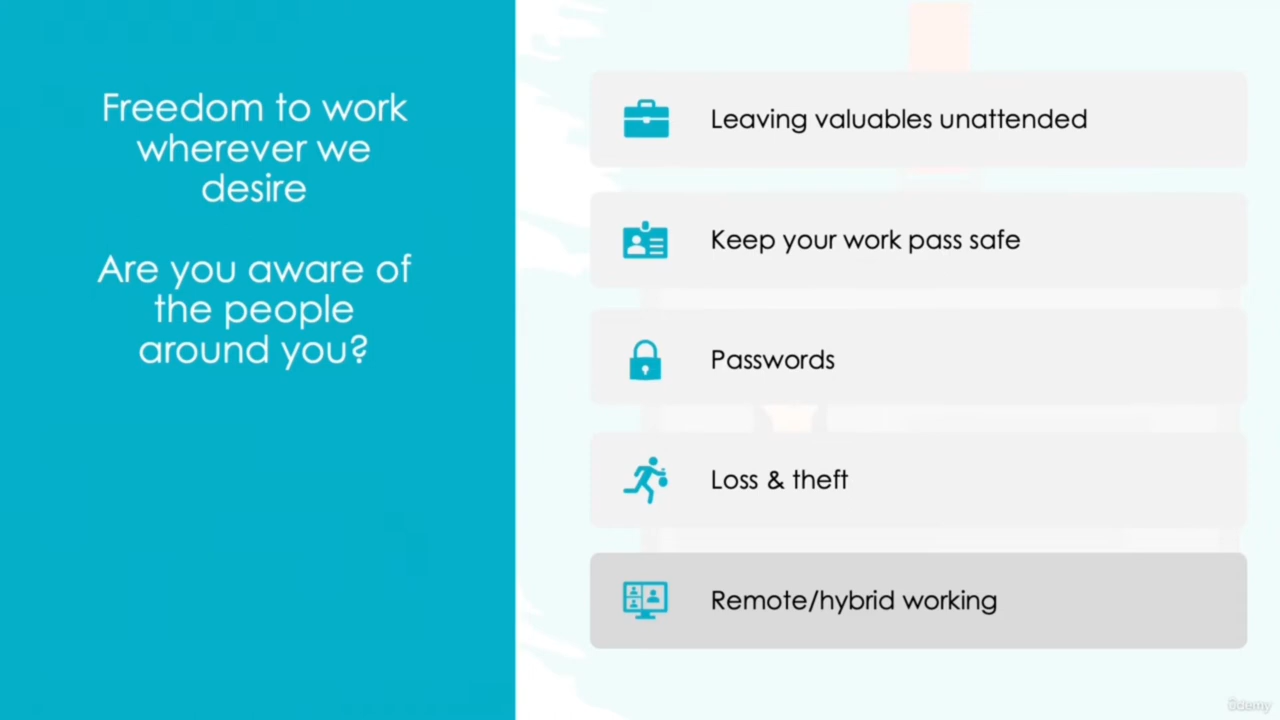 Freedom to work
wherever we
desire
Are you aware of
the people
around you?
Leaving valuables unattended
Keep your work pass safe
Passwords
Loss & theft
Remote/hybrid working
ûdemy